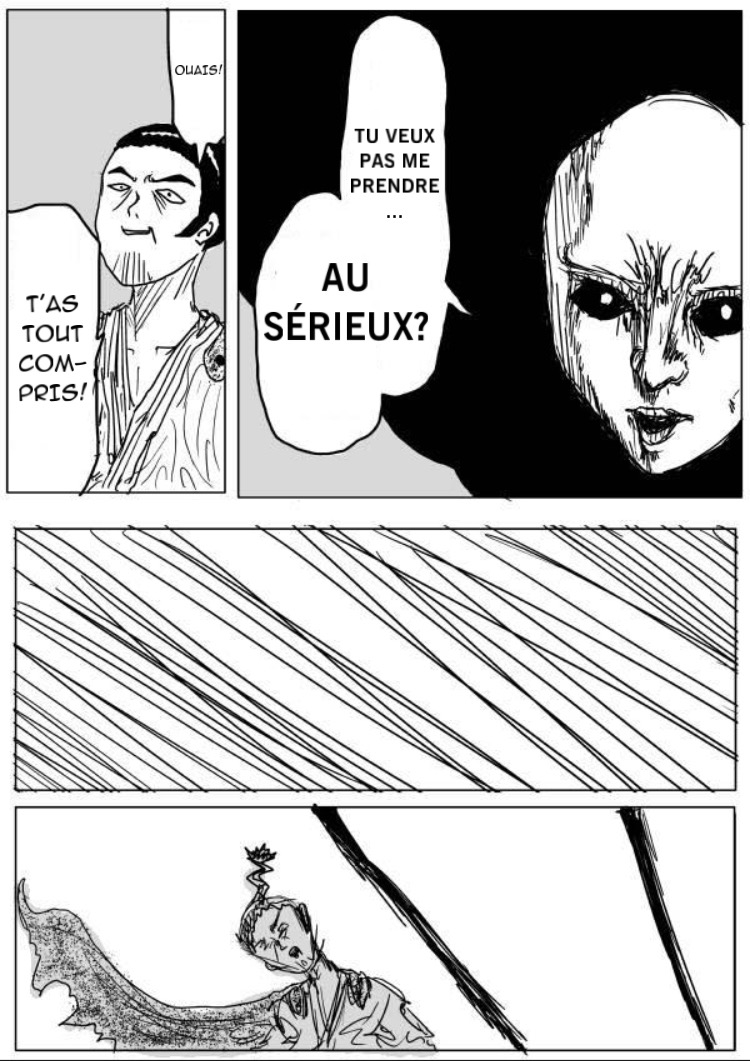 TU VEUX
PAS ME
PRENDRE
...
AU
SÉRIEUX?
OUAIS!
T'AS
TOUT
COM-
PRIS!